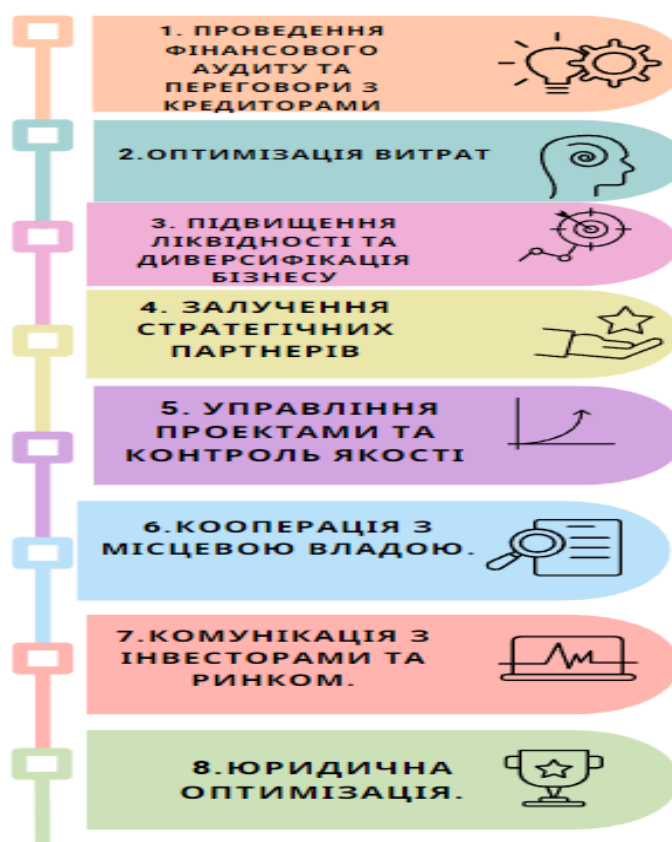 1. ПРОВЕДЕННЯ
ФІНАНСОВОГО
АУДИТУ ТА
ПЕРЕГОВОРИ З
КРЕДИТОРАМИ
2.ОПТИМІЗАЦІЯ ВИТРАТ
3. ПІДВИЩЕННЯ
ЛІКВІДНОСТІ ТА
ДИВЕРСИФІКАЦІЯ
БІЗНЕСУ
4. ЗАЛУЧЕННЯ
СТРАТЕГІЧНИХ
ПАРТНЕРІВ
5. УПРАВЛІННЯ
ПРОЕКТАМИ ТА
КОНТРОЛЬ ЯКОСТІ
6.КООПЕРАЦІЯ З
МІСЦЕВОЮ ВЛАДОЮ.
7.КОМУНІКАЦІЯ З
ІНВЕСТОРАМИ ТА
РИНКОМ.
8.ЮРИДИЧНА
ОПТИМІЗАЦІЯ.